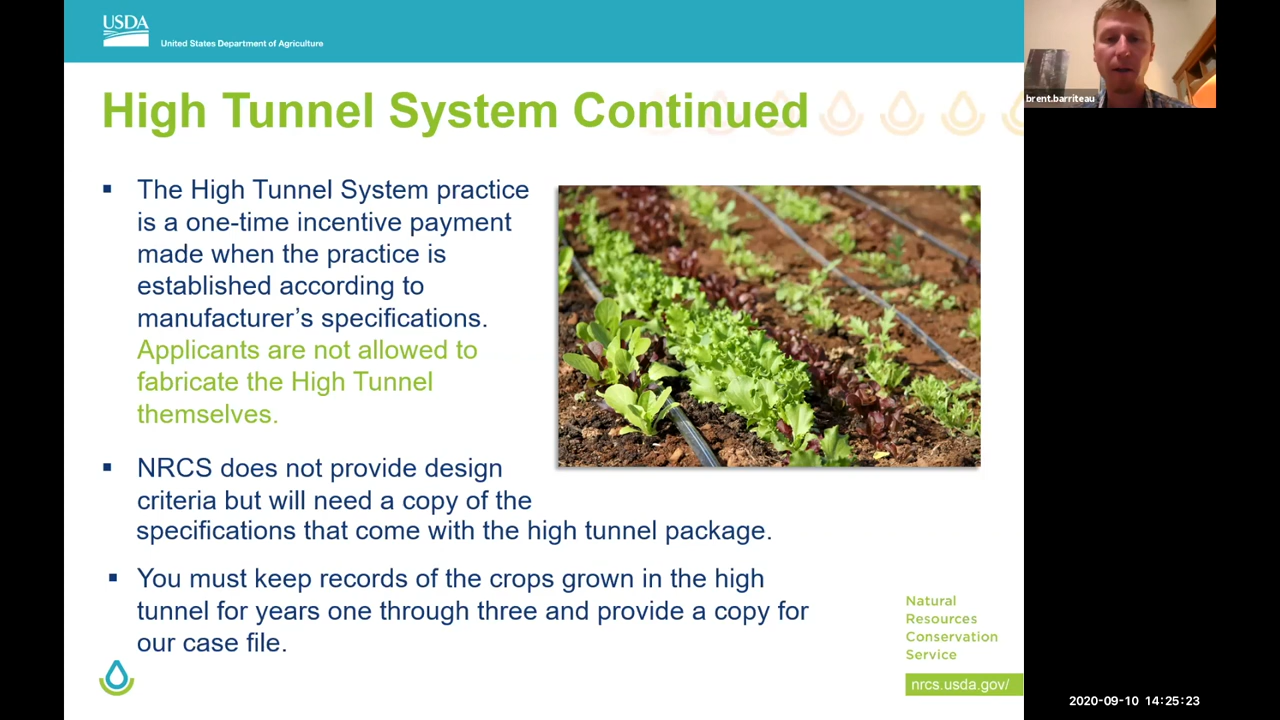 USDA
United States Department of Agriculture
High Tunnel System Continued
▪ The High Tunnel System practice
is a one-time incentive payment
made when the practice is
established according to
manufacturer’s specifications.
Applicants are not allowed to
fabricate the High Tunnel
themselves.
▪ NRCS does not provide design
criteria but will need a copy of the
specifications that come with the high tunnel package.
▪ You must keep records of the crops grown in the high
tunnel for years one through three and provide a copy for
our case file.
Natural
Resources
Conservation
Service
nrcs.usda.gov/
brent.barriteau
2020-09-10 14:25:23